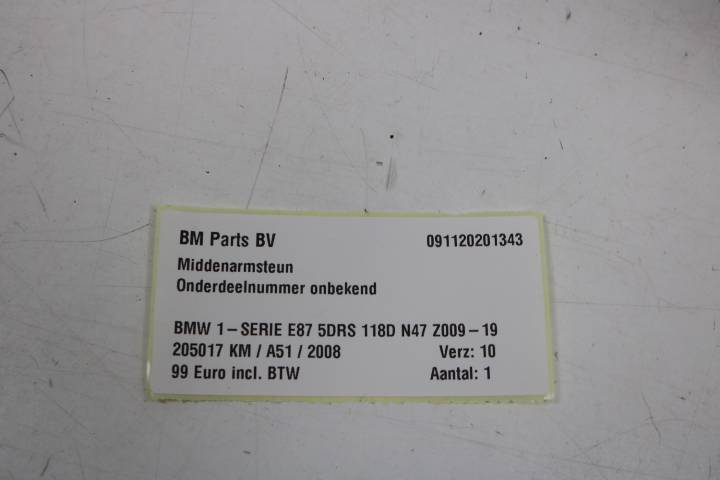 BM Parts BV 091120201343
Middenarmsteun
Onderdeelnummer onbekend
BMW 1-SERIE E87 5DRS 118D N47 Z009-19
205017 KM / A51 / 2008 Verz: 10
99 Euro incl. BTW Aantal: 1